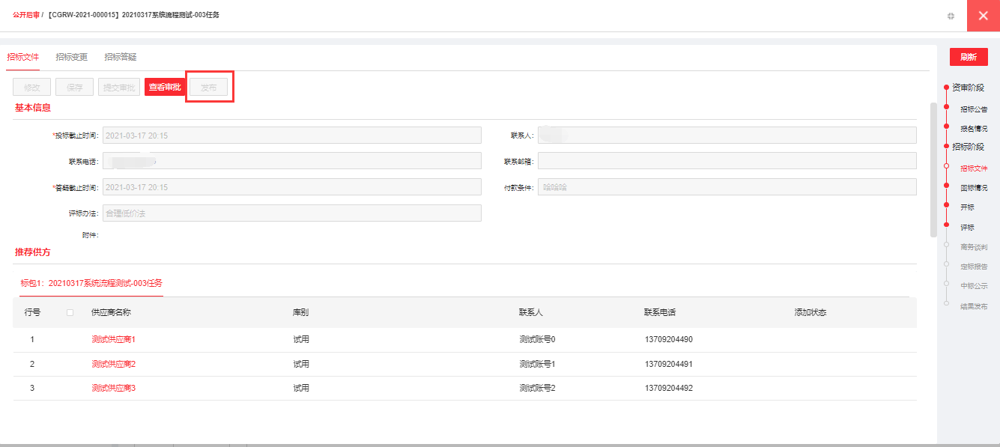 公开后审 / 【CGRW-2021-000015】20210317系统流程测试-003任务
招标文件 招标变更 招标答疑
修改 保存 提交审批 查看审批 发布
基本信息
*投标截止时间: 2021-03-17 20:15 联系人:
联系电话: 联系邮箱:
*答疑截止时间: 2021-03-17 20:15 付款条件: 哈哈哈
评标办法: 合理低价法
附件:
推荐供方
标包1: 20210317系统流程测试-003任务
行号 供应商名称 库别 联系人 联系电话 添加状态
1 测试供应商1 试用 测试账号0 13709204490
2 测试供应商2 试用 测试账号1 13709204491
3 测试供应商3 试用 测试账号2 13709204492
刷新
资审阶段
招标公告
报名情况
招标阶段
招标文件
回标情况
开标
评标
商务谈判
定标报告
中标公示
结果发布